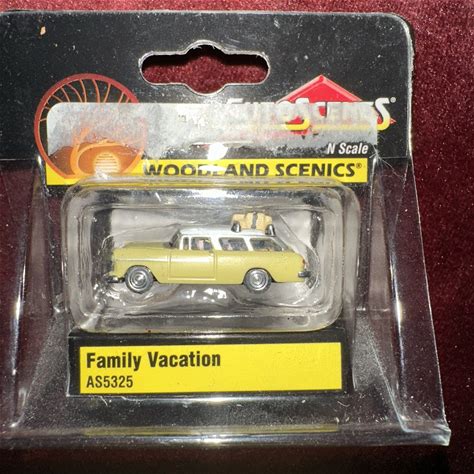 AUTOSCENES®
N Scale
WOODLAND SCENICS®
Family Vacation
AS5325